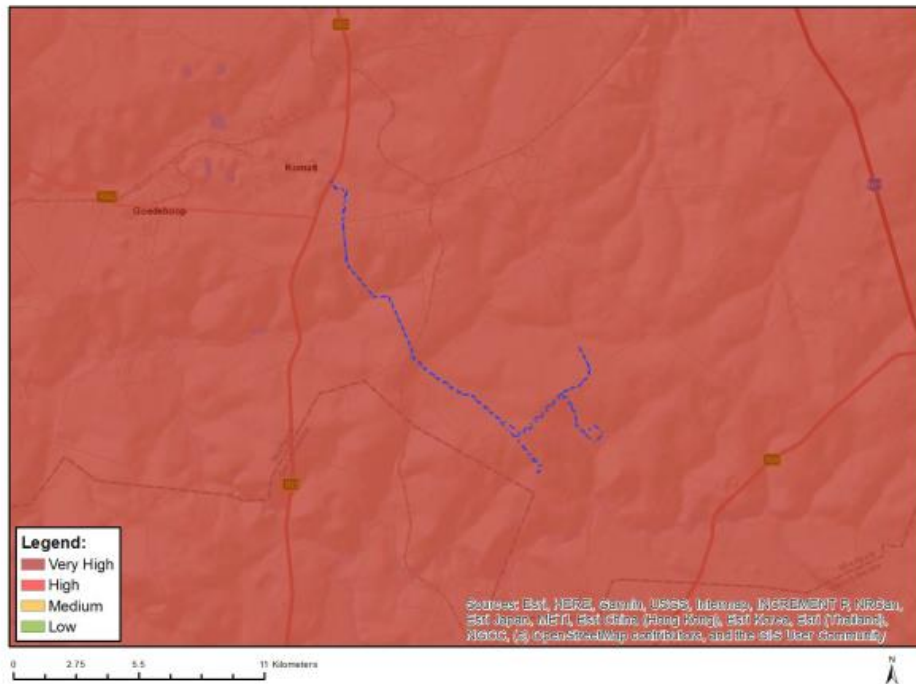 Komati
Goedehoop
Legend:
Very High
High
Medium
Low
Sources: Esri, HERE, Garmin, USGS, Intermap, INCREMENT P, NRCan,
Esri Japan, METI, Esri China (Hong Kong), Esri Korea, Esri (Thailand),
NGCC, (c) OpenStreetMap contributors, and the GIS User Community
0 2.75 5.5 11 Kilometers
N